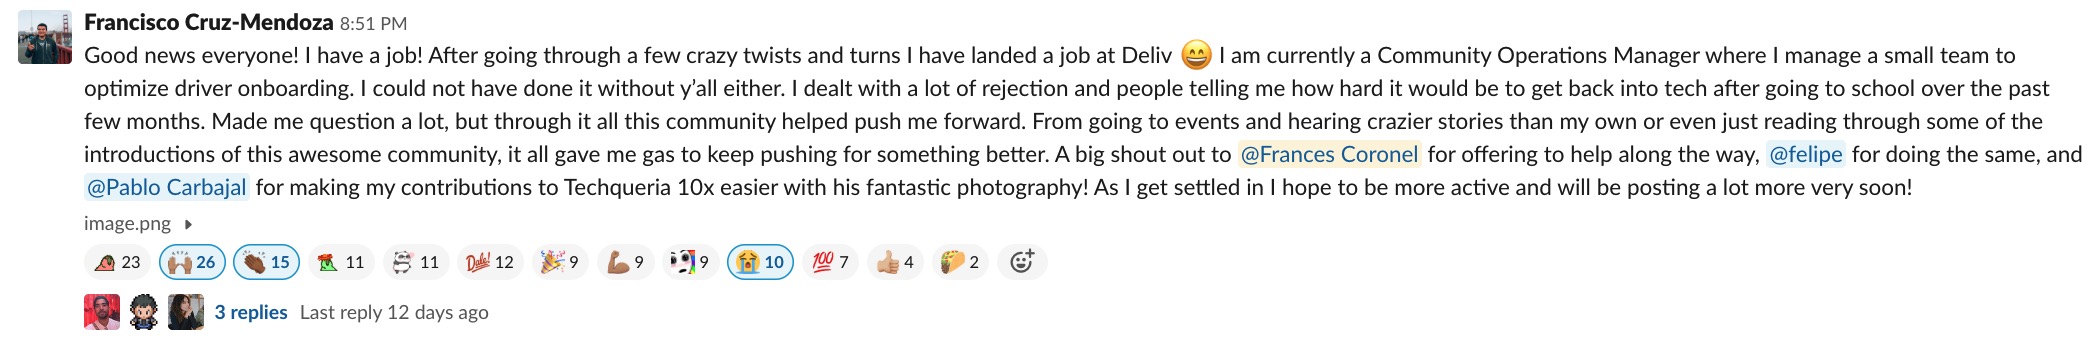 Francisco Cruz-Mendoza 8:51 PM
Good news everyone! I have a job! After going through a few crazy twists and turns I have landed a job at Deliv 😄 I am currently a Community Operations Manager where I manage a small team to
optimize driver onboarding. I could not have done it without y’all either. I dealt with a lot of rejection and people telling me how hard it would be to get back into tech after going to school over the past
few months. Made me question a lot, but through it all this community helped push me forward. From going to events and hearing crazier stories than my own or even just reading through some of the
introductions of this awesome community, it all gave me gas to keep pushing for something better. A big shout out to @Frances Coronel for offering to help along the way, @felipe for doing the same, and
@Pablo Carbajal for making my contributions to Techqueria 10x easier with his fantastic photography! As I get settled in I hope to be more active and will be posting a lot more very soon!
image.png
23 26 15 11 11 Dale! 12 9 9 9 10 100 7 4 2
3 replies Last reply 12 days ago